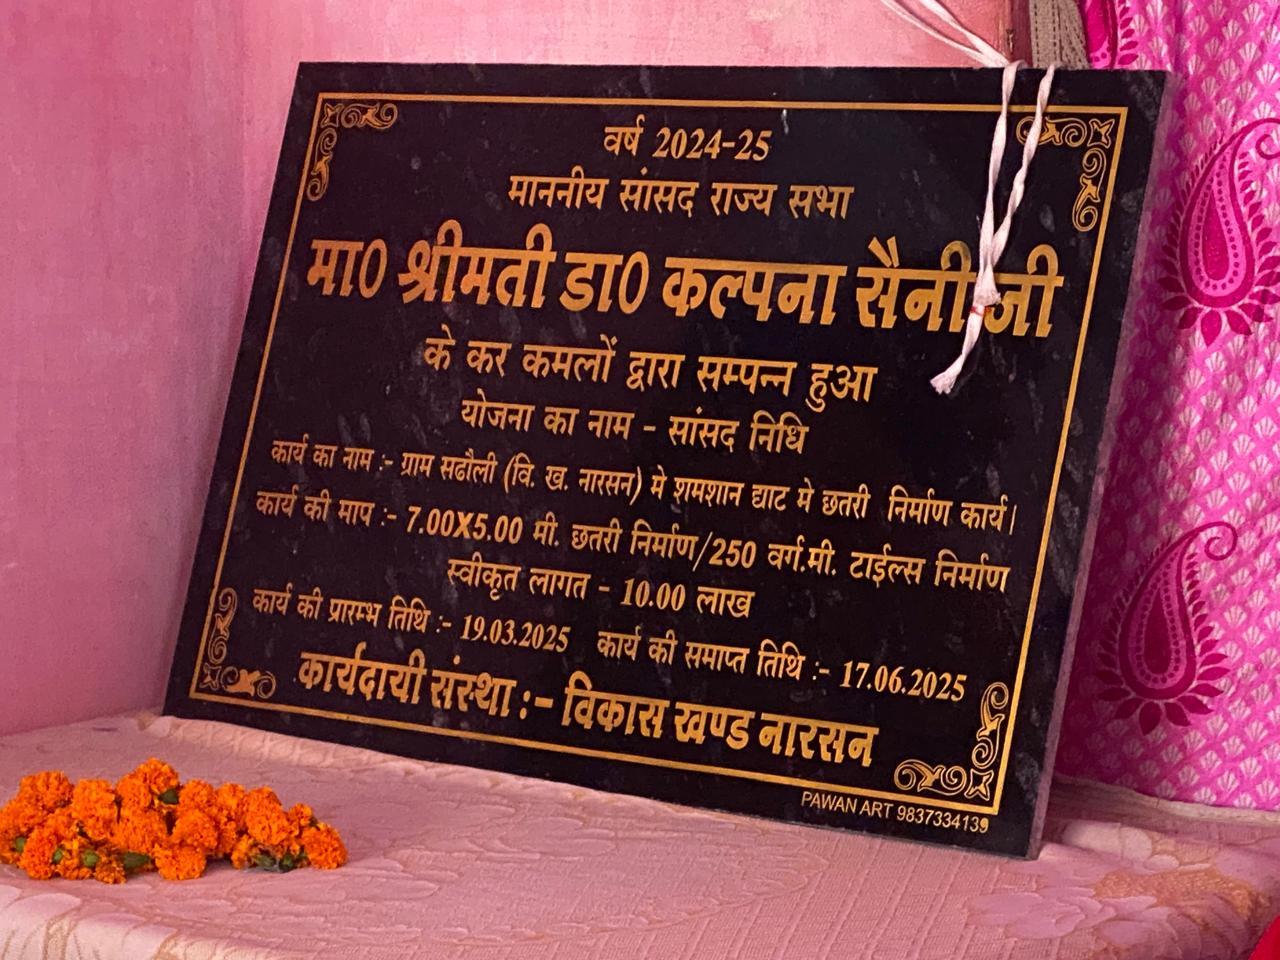 वर्ष 2024-25
माननीय सांसद राज्य सभा
मा0 श्रीमती डा0 कल्पना सैनी जी
के कर कमलों द्वारा सम्पन्न हुआ
योजना का नाम - सांसद निधि
कार्य का नाम :- ग्राम सढौली (वि. ख. नारसन) मे शमशान द्याट मे छतरी निर्माण कार्य।
कार्य की माप :- 7.00X5.00 मी. छतरी निर्माण/250 वर्ग.मी. टाईल्स निर्माण
स्वीकृत लागत - 10.00 लाख
कार्य की प्रारम्भ तिथि :- 19.03.2025 कार्य की समाप्त तिथि :- 17.06.2025
कार्यदायी संस्था :- विकास खण्ड नारसन
PAWAN ART 9837334139